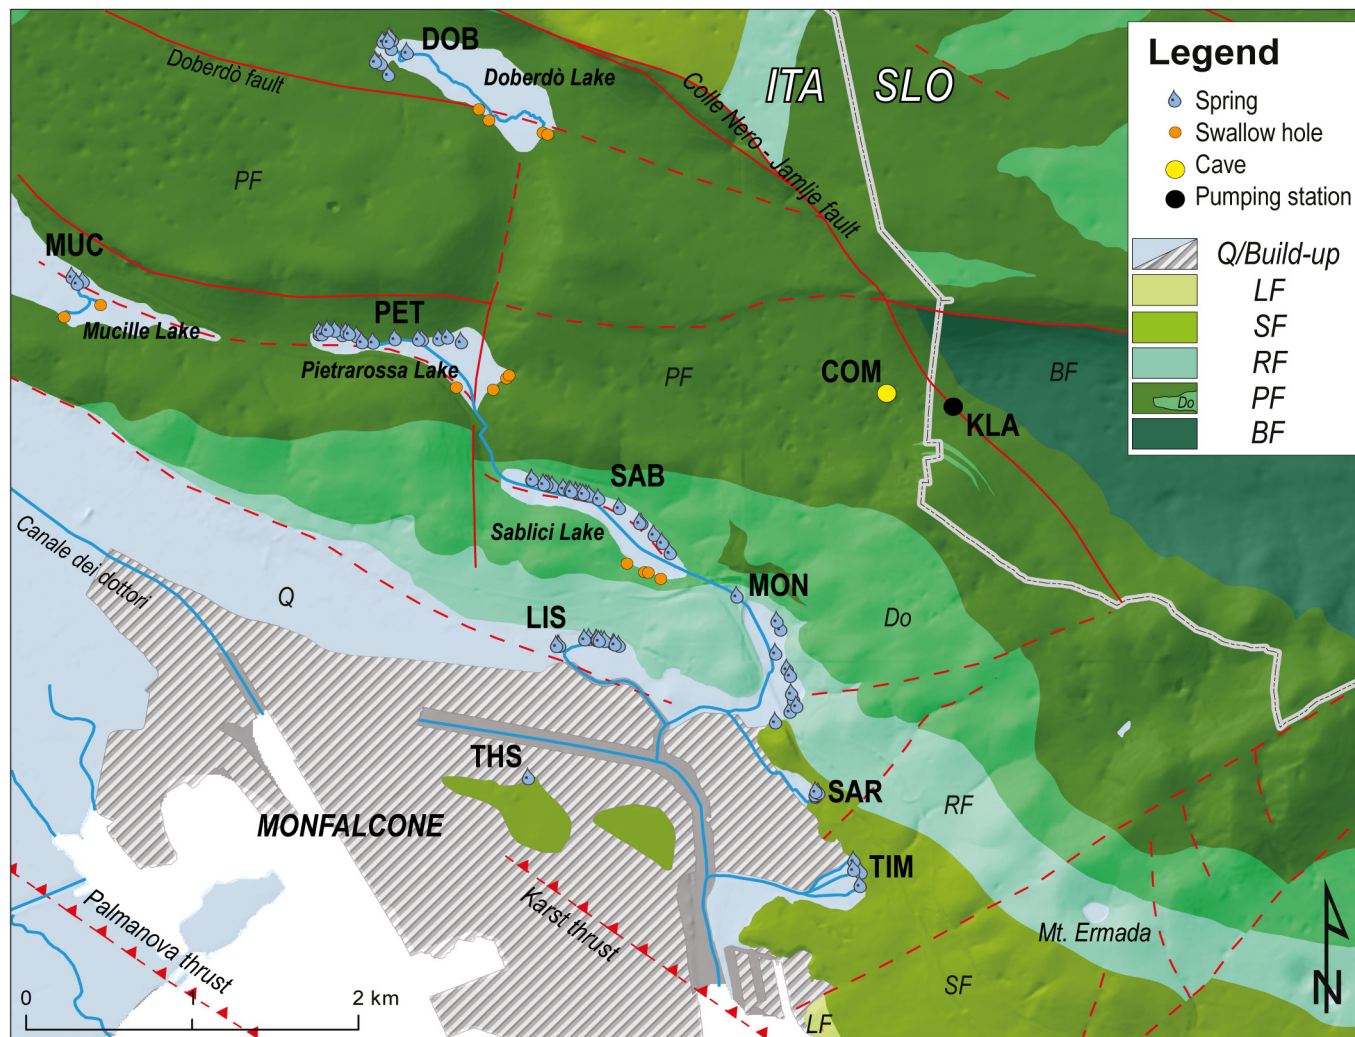 DOB
Doberdò fault
Doberdò Lake
Colle Nero - Jamlje fault
ITA
SLO
Legend
Spring
Swallow hole
Cave
Pumping station
Q/Build-up
LF
SF
RF
Do
PF
BF
PF
MUC
Mucille Lake
PET
Pietrarossa Lake
PF
COM
KLA
BF
SAB
Sablici Lake
MON
Do
Canale dei dottori
Q
LIS
THS
SAR
RF
MONFALCONE
TIM
Palmanova thrust
Karst thrust
Mt. Ermada
SF
LF
0
2 km
N